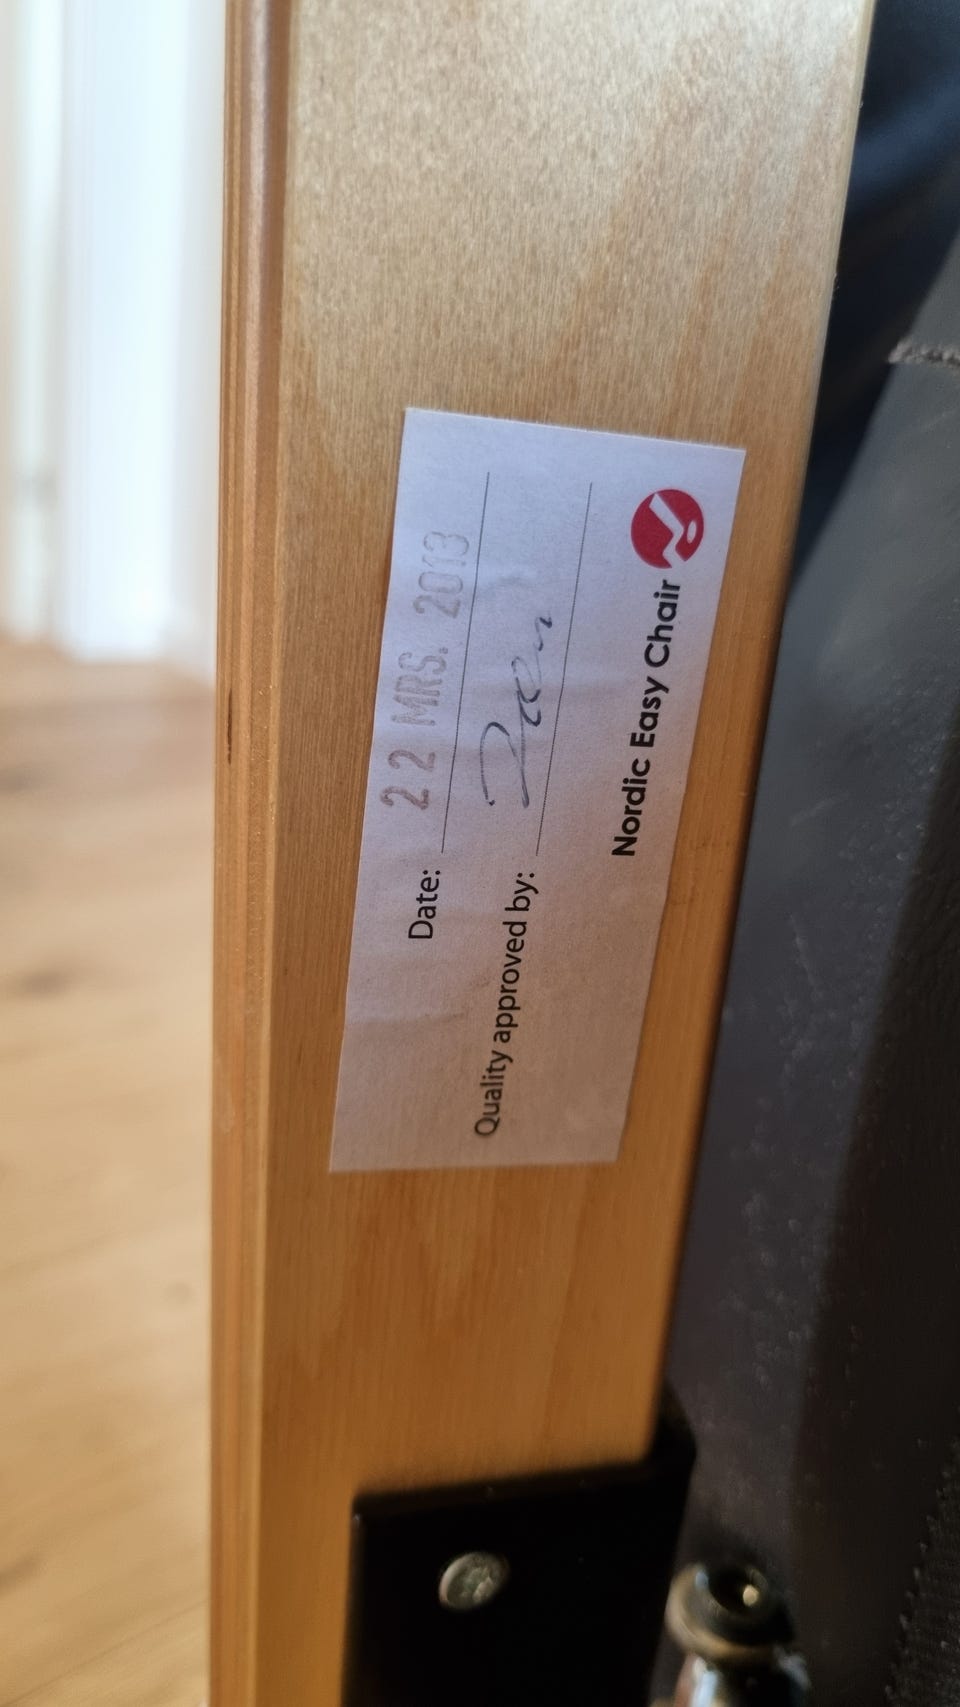 Date: 22 MRS. 2013
Quality approved by:
Nordic Easy Chair